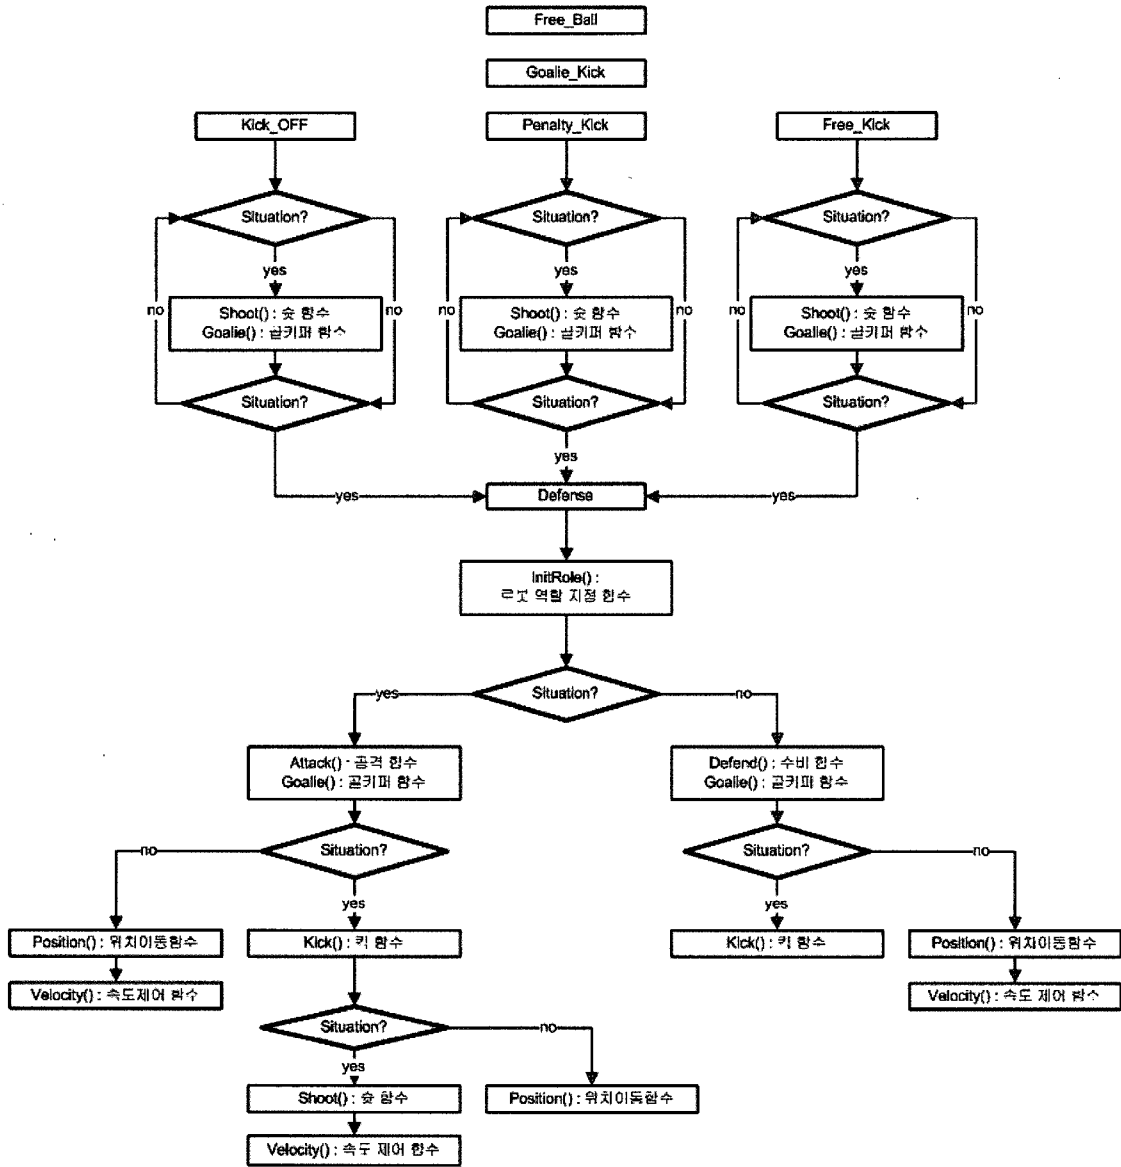 Free_Ball
Goalie_Kick
Kick_OFF
Penalty_Kick
Free_Kick
Situation?
Situation?
Situation?
yes
yes
yes
no
no
no
no
no
no
Shoot() : 슛 함수
Goalie() : 골키퍼 함수
Shoot() : 슛 함수
Goalie() : 골키퍼 함수
Shoot() : 슛 함수
Goalie() : 골키퍼 함수
Situation?
Situation?
Situation?
yes
yes
yes
Defense
InitRole() :
로봇 역할 지정 함수
Situation?
yes
no
Attack() : 공격 함수
Goalie() : 골키퍼 함수
Defend() : 수비 함수
Goalie() : 골키퍼 함수
Situation?
Situation?
no
no
yes
yes
Position() : 위치이동함수
Kick() : 킥 함수
Kick() : 킥 함수
Position() : 위치이동함수
Velocity() : 속도제어 함수
Velocity() : 속도 제어 함수
Situation?
no
yes
Shoot() : 슛 함수
Position() : 위치이동함수
Velocity() : 속도 제어 함수